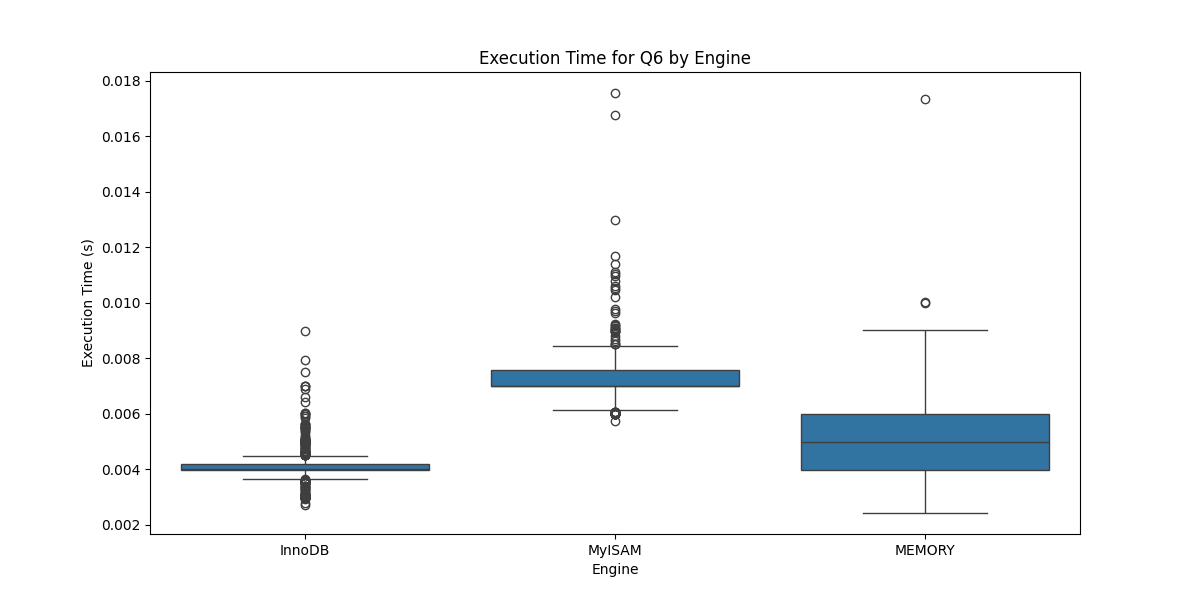 Execution Time for Q6 by Engine
Execution Time (s)
0.018
0.016
0.014
0.012
0.010
0.008
0.006
0.004
0.002
InnoDB
MyISAM
MEMORY
Engine